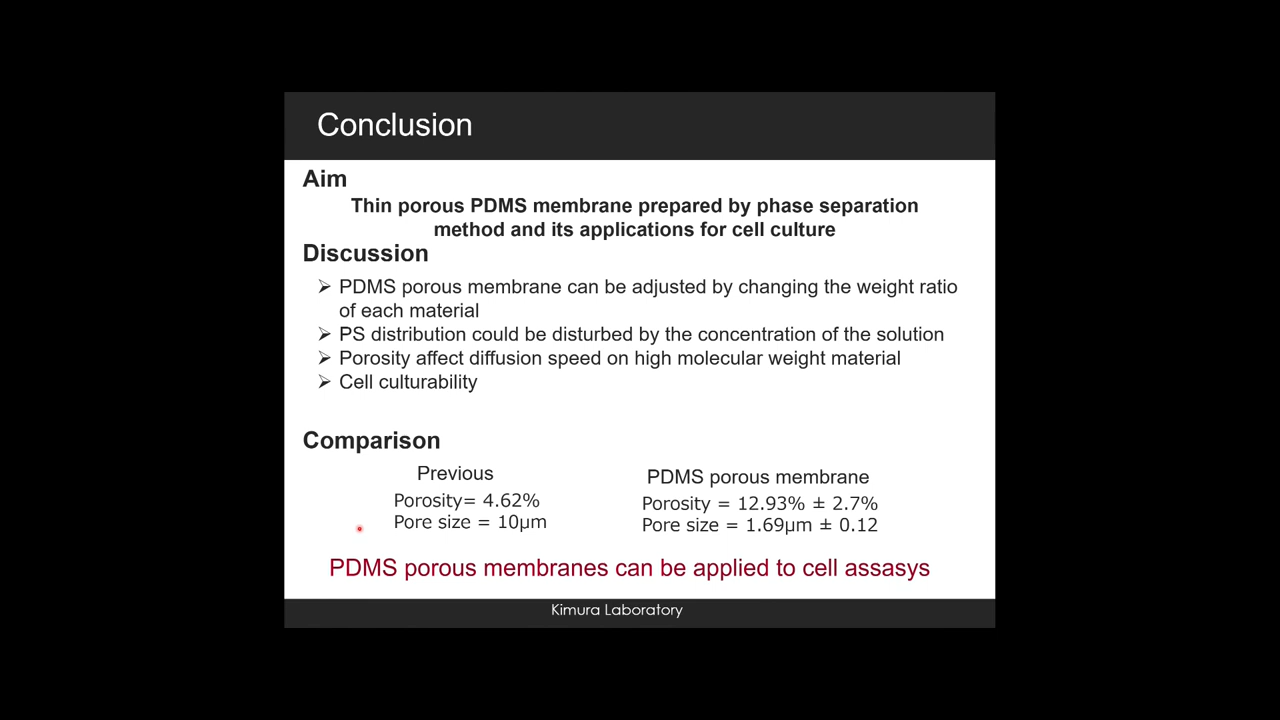 Conclusion
Aim
Thin porous PDMS membrane prepared by phase separation
method and its applications for cell culture
Discussion
➢ PDMS porous membrane can be adjusted by changing the weight ratio
of each material
➢ PS distribution could be disturbed by the concentration of the solution
➢ Porosity affect diffusion speed on high molecular weight material
➢ Cell culturability
Comparison
Previous
Porosity= 4.62%
Pore size = 10μm
PDMS porous membrane
Porosity = 12.93% ± 2.7%
Pore size = 1.69μm ± 0.12
PDMS porous membranes can be applied to cell assasys
Kimura Laboratory